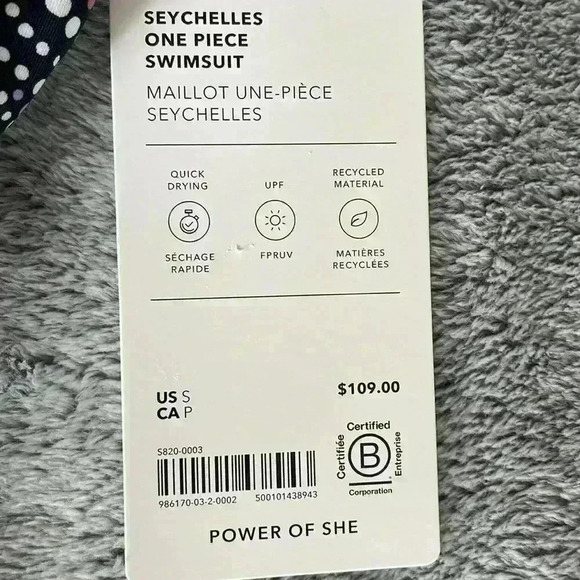 SEYCHELLES
ONE PIECE
SWIMSUIT
MAILLOT UNE-PIÈCE
SEYCHELLES
QUICK
DRYING
UPF
RECYCLED
MATERIAL
SÉCHAGE
RAPIDE
FPRUV
MATIÈRES
RECYCLÉES
US S
CA P
$109.00
S820-0003
986170-03-2-0002 500101438943
Certified
Certifiée
B
Entreprise
Corporation
POWER OF SHE